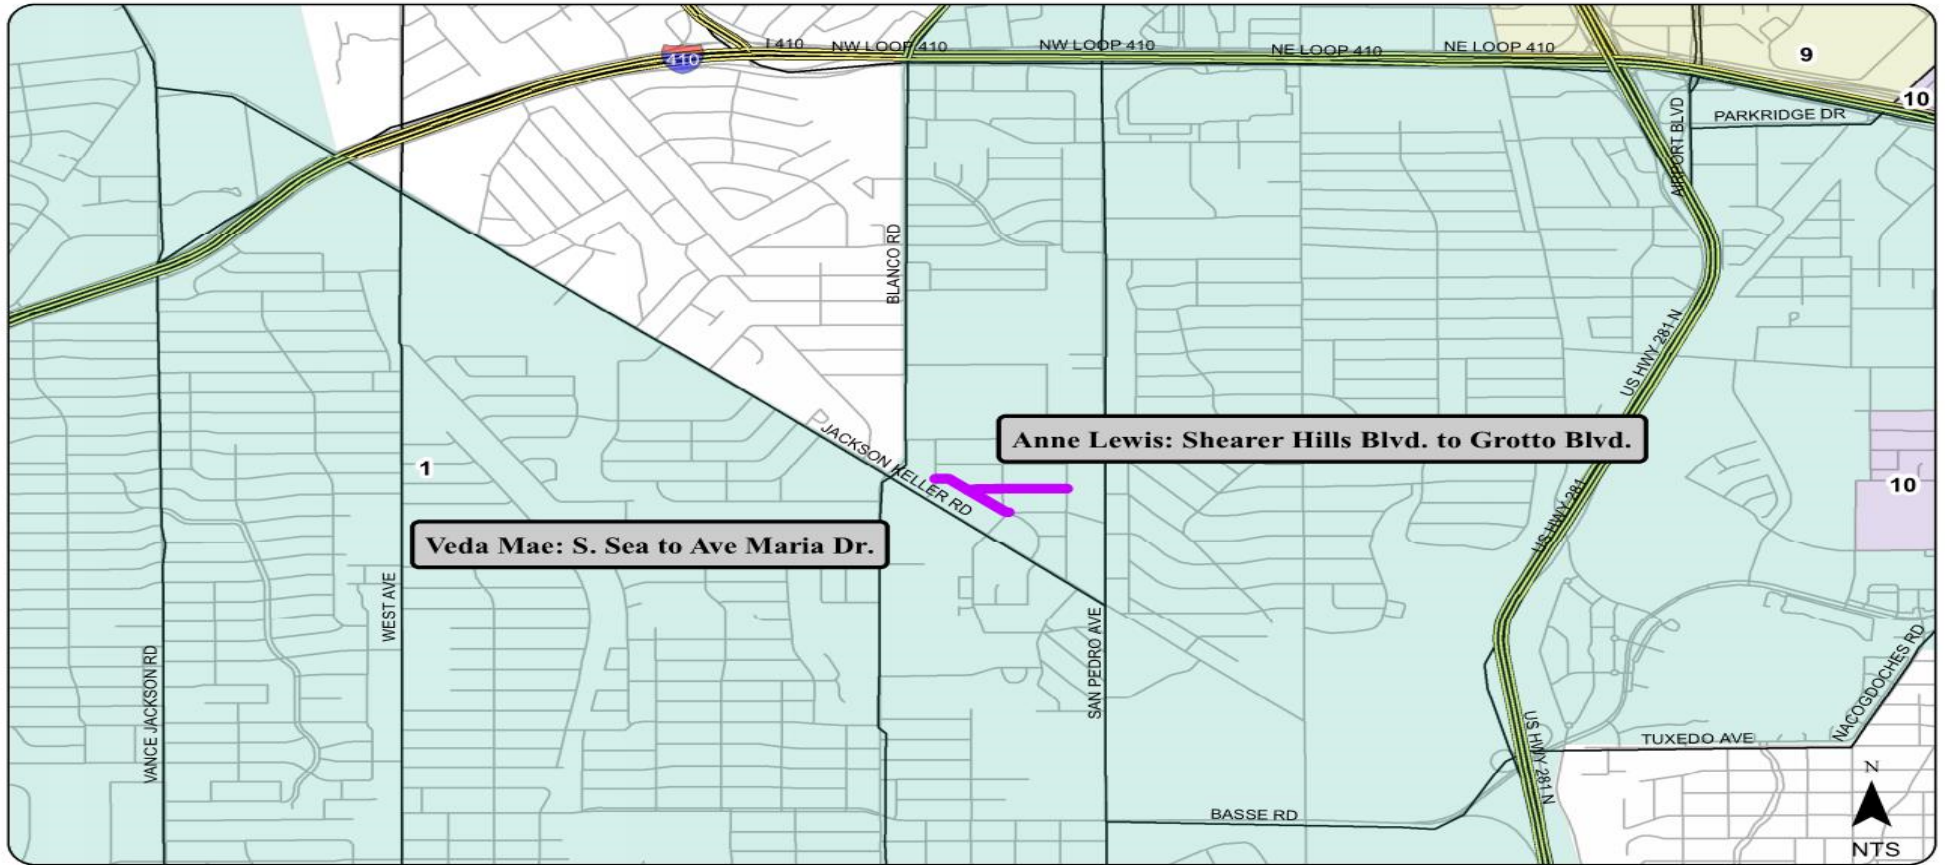 I 410
NW LOOP 410
NW LOOP 410
NE LOOP 410
NE LOOP 410
9
410
10
PARKRIDGE DR
AIRPORT BLVD
BLANCO RD
US HWY 281 N
JACKSON KELLER RD
Anne Lewis: Shearer Hills Blvd. to Grotto Blvd.
1
10
US HWY 281
Veda Mae: S. Sea to Ave Maria Dr.
WEST AVE
SAN PEDRO AVE
VANCE JACKSON RD
NACOGDOCHES RD
TUXEDO AVE
US HWY 281 N
N
BASSE RD
NTS